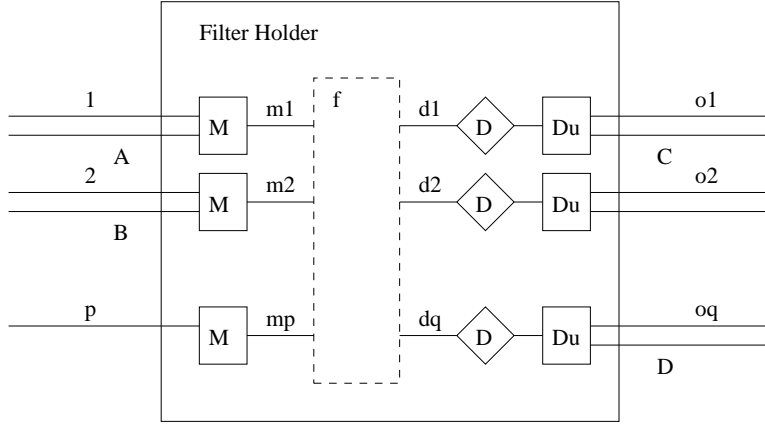 Filter Holder
1 m1 f d1 o1
M D Du
A C
2 m2 d2 o2
M D Du
B
p mp dq oq
M D Du
D